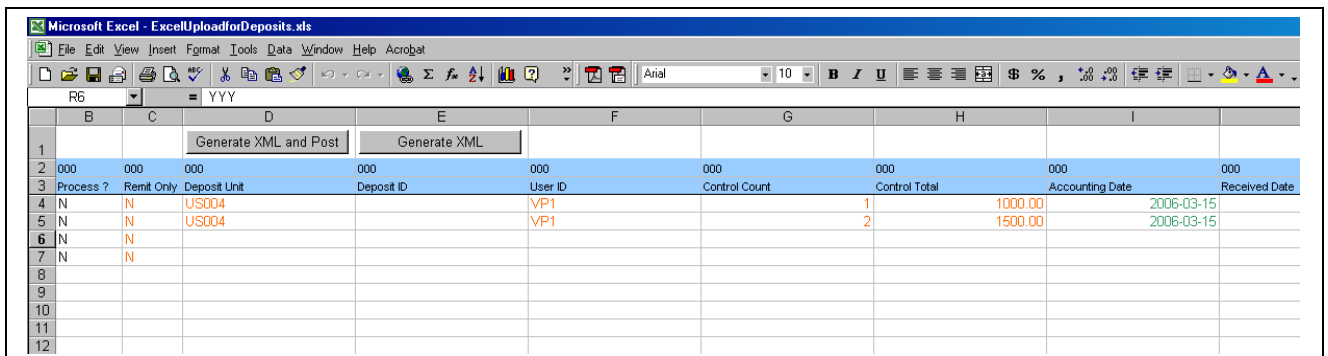 Microsoft Excel - ExcelUploadforDeposits.xls
File Edit View Insert Format Tools Data Window Help Acrobat
Arial 10 B I U $ % ,
R6 = YYY
B C D E F G H I
1 Generate XML and Post Generate XML
2 000 000 000 000 000 000 000 000 000
3 Process ? Remit Only Deposit Unit Deposit ID User ID Control Count Control Total Accounting Date Received Date
4 N N US004 VP1 1 1000.00 2006-03-15
5 N N US004 VP1 2 1500.00 2006-03-15
6 N N
7 N N
8
9
10
11
12